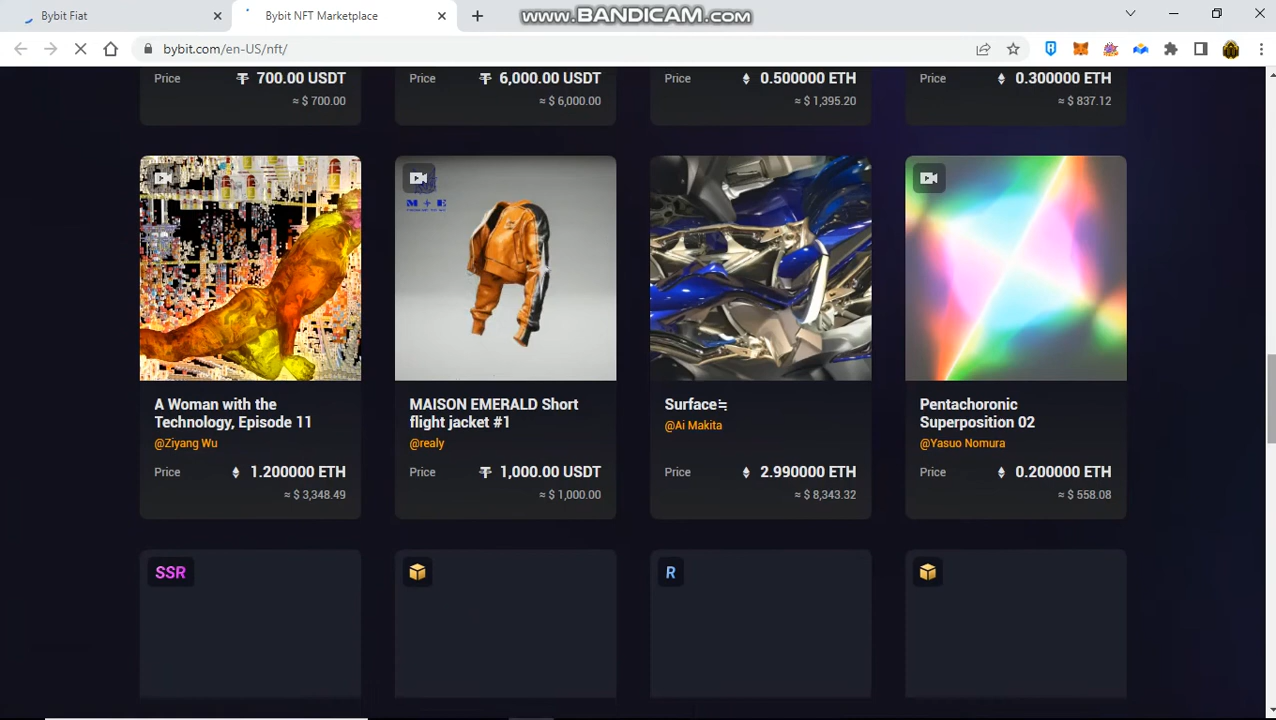 Bybit Fiat
Bybit NFT Marketplace
www.BANDICAM.com
bybit.com/en-US/nft/
Price 700.00 USDT
≈ $ 700.00
Price 6,000.00 USDT
≈ $ 6,000.00
Price 0.500000 ETH
≈ $ 1,395.20
Price 0.300000 ETH
≈ $ 837.12
A Woman with the
Technology, Episode 11
@Ziyang Wu
Price 1.200000 ETH
≈ $ 3,348.49
M + E
MAISON EMERALD Short
flight jacket #1
@realy
Price 1,000.00 USDT
≈ $ 1,000.00
Surface≒
@Ai Makita
Price 2.990000 ETH
≈ $ 8,343.32
Pentachoronic
Superposition 02
@Yasuo Nomura
Price 0.200000 ETH
≈ $ 558.08
SSR
R